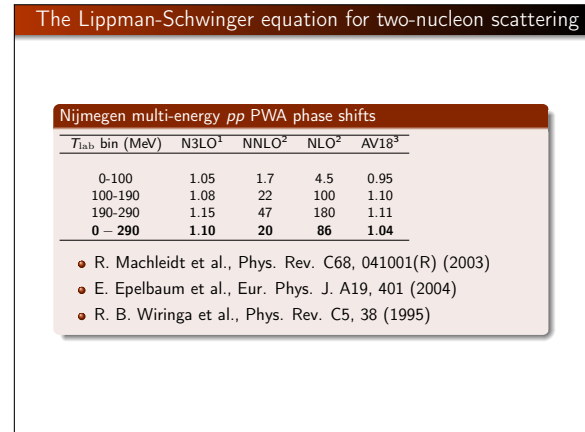 The Lippman-Schwinger equation for two-nucleon scattering
Nijmegen multi-energy pp PWA phase shifts
T_lab bin (MeV) N3LO¹ NNLO² NLO² AV18³
0-100 1.05 1.7 4.5 0.95
100-190 1.08 22 100 1.10
190-290 1.15 47 180 1.11
0 − 290 1.10 20 86 1.04
R. Machleidt et al., Phys. Rev. C68, 041001(R) (2003)
E. Epelbaum et al., Eur. Phys. J. A19, 401 (2004)
R. B. Wiringa et al., Phys. Rev. C5, 38 (1995)